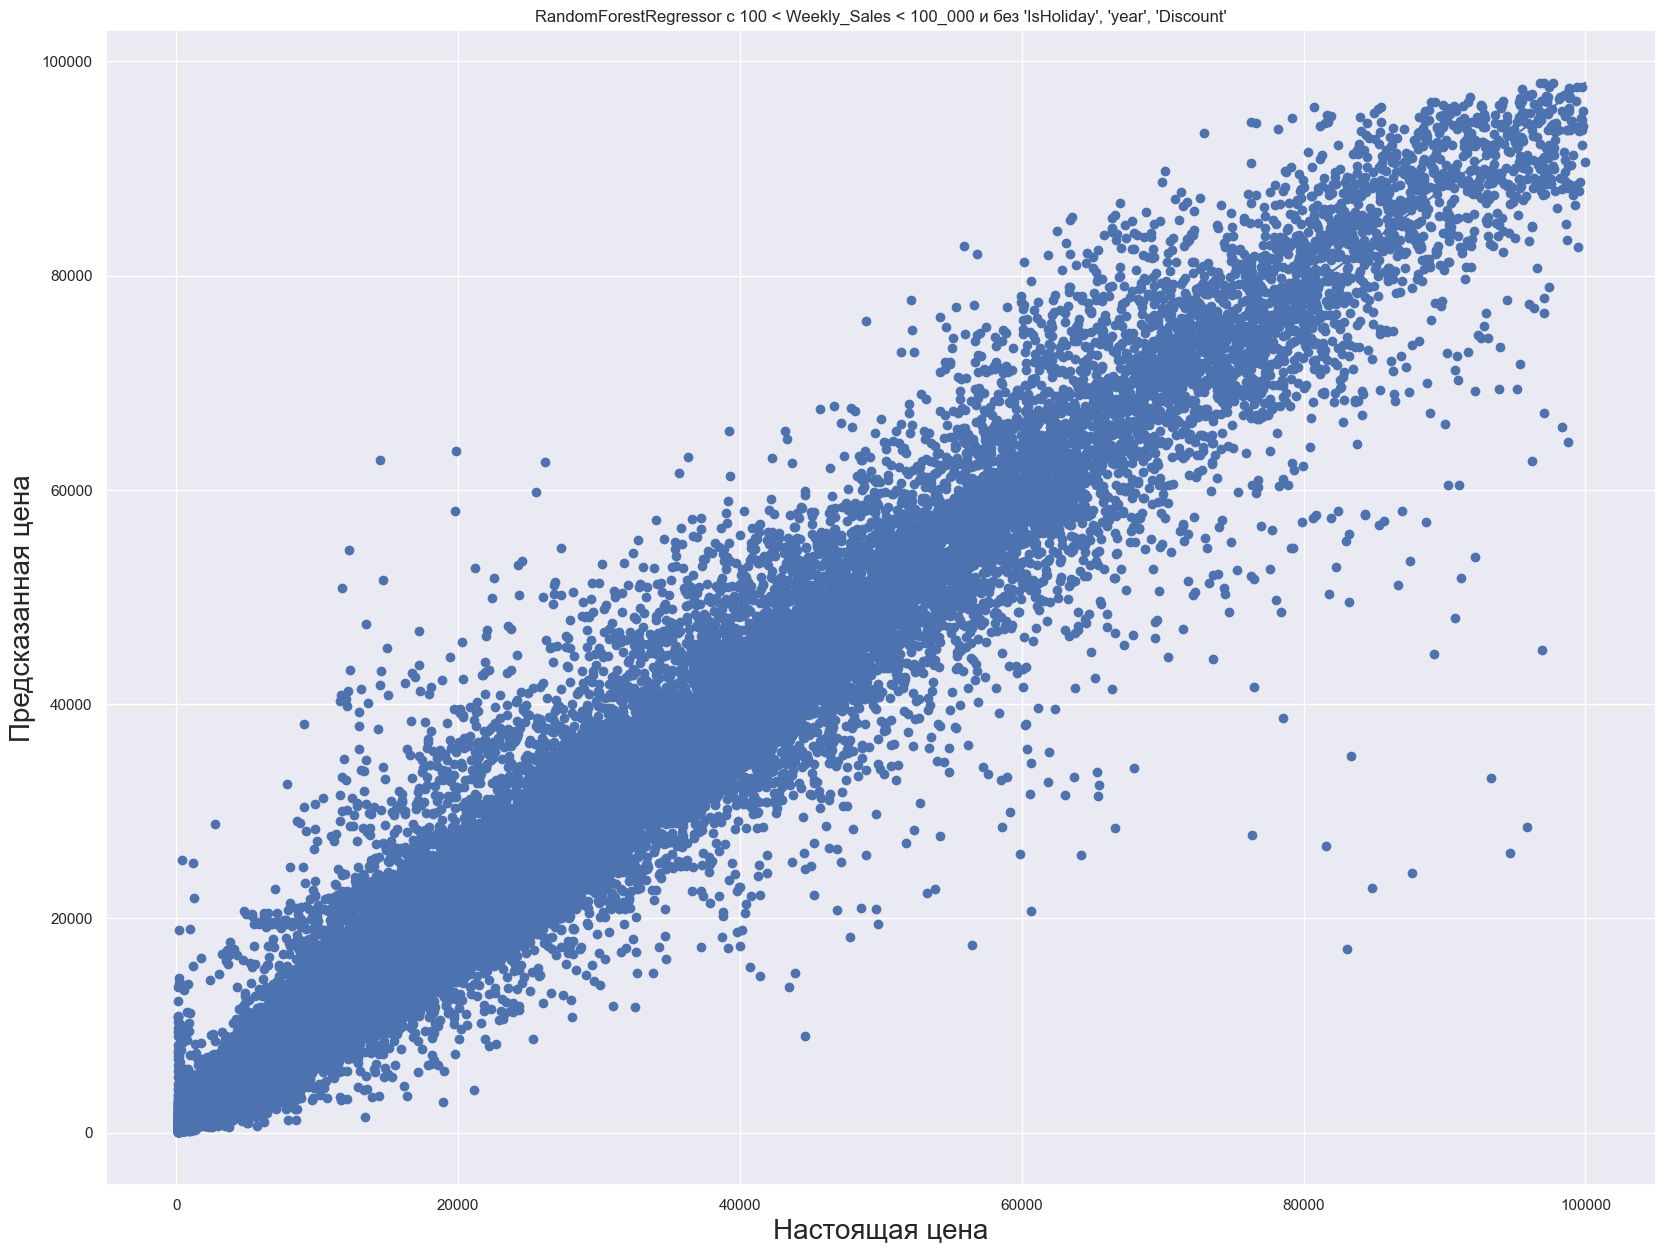 RandomForestRegressor с 100 < Weekly_Sales < 100_000 и без 'IsHoliday', 'year', 'Discount'
Предсказанная цена
100000
80000
60000
40000
20000
0
0 20000 40000 60000 80000 100000
Настоящая цена